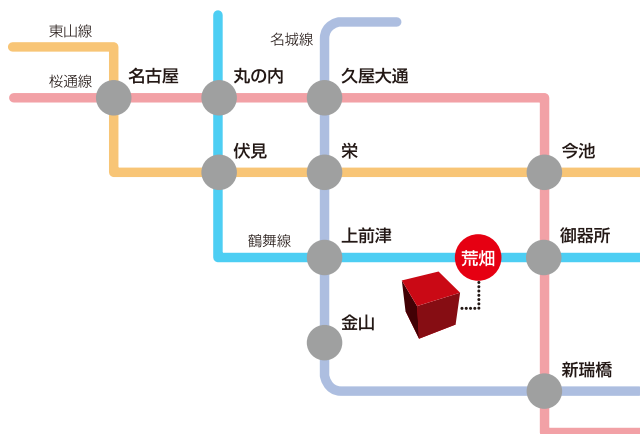 東山線
名城線
桜通線
名古屋
丸の内
久屋大通
伏見
栄
今池
鶴舞線
上前津
荒畑
御器所
金山
新瑞橋